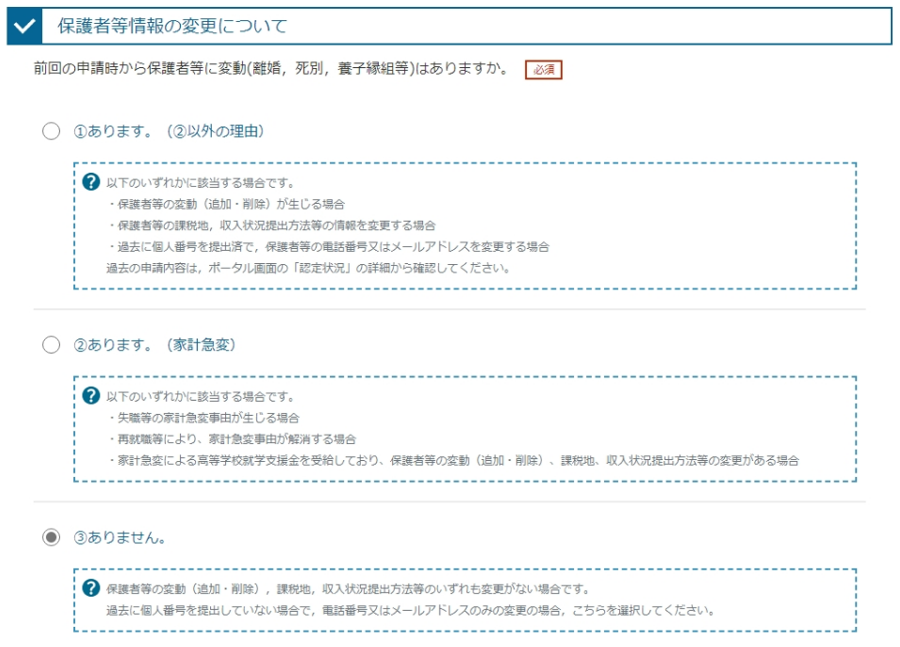 保護者等情報の変更について
前回の申請時から保護者等に変動(離婚，死別，養子縁組等)はありますか。 必須
①あります。（②以外の理由）
? 以下のいずれかに該当する場合です。
・保護者等の変動（追加・削除）が生じる場合
・保護者等の課税地，収入状況提出方法等の情報を変更する場合
・過去に個人番号を提出済で，保護者等の電話番号又はメールアドレスを変更する場合
過去の申請内容は，ポータル画面の「認定状況」の詳細から確認してください。
②あります。（家計急変）
? 以下のいずれかに該当する場合です。
・失職等の家計急変事由が生じる場合
・再就職等により、家計急変事由が解消する場合
・家計急変による高等学校就学支援金を受給しており、保護者等の変動（追加・削除）、課税地、収入状況提出方法等の変更がある場合
③ありません。
? 保護者等の変動（追加・削除），課税地，収入状況提出方法等のいずれも変更がない場合です。
過去に個人番号を提出していない場合で，電話番号又はメールアドレスのみの変更の場合，こちらを選択してください。